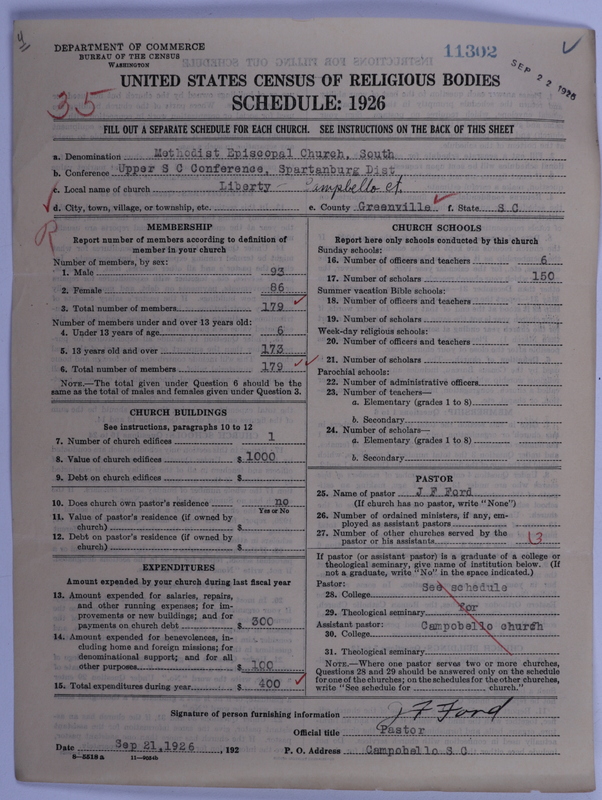 DEPARTMENT OF COMMERCE
BUREAU OF THE CENSUS
WASHINGTON
11302
SEP 22 1926
UNITED STATES CENSUS OF RELIGIOUS BODIES
SCHEDULE: 1926
35
FILL OUT A SEPARATE SCHEDULE FOR EACH CHURCH. SEE INSTRUCTIONS ON THE BACK OF THIS SHEET
a. Denomination Methodist Episcopal Church, South
b. Conference Upper S C Conference, Spartanburg Dist
c. Local name of church Liberty - Campbello ct.
d. City, town, village, or township, etc. e. County Greenville f. State S C
R
MEMBERSHIP
Report number of members according to definition of
member in your church
Number of members, by sex:
1. Male 93
2. Female 86
3. Total number of members 179
Number of members under and over 13 years old:
4. Under 13 years of age 6
5. 13 years old and over 173
6. Total number of members 179
NOTE.—The total given under Question 6 should be the
same as the total of males and females given under Question 3.
CHURCH BUILDINGS
See instructions, paragraphs 10 to 12
7. Number of church edifices 1
8. Value of church edifices $ 1000
9. Debt on church edifices $
10. Does church own pastor's residence no
Yes or No
11. Value of pastor's residence (if owned by
church) $
12. Debt on pastor's residence (if owned by
church) $
EXPENDITURES
Amount expended by your church during last fiscal year
13. Amount expended for salaries, repairs,
and other running expenses; for im-
provements or new buildings; and for
payments on church debt $ 300
14. Amount expended for benevolences, in-
cluding home and foreign missions; for
denominational support; and for all
other purposes $ 100
15. Total expenditures during year $ 400
CHURCH SCHOOLS
Report here only schools conducted by this church
Sunday schools:
16. Number of officers and teachers 6
17. Number of scholars 150
Summer vacation Bible schools:
18. Number of officers and teachers
19. Number of scholars
Week-day religious schools:
20. Number of officers and teachers
21. Number of scholars
Parochial schools:
22. Number of administrative officers
23. Number of teachers—
a. Elementary (grades 1 to 8)
b. Secondary
24. Number of scholars—
a. Elementary (grades 1 to 8)
b. Secondary
PASTOR
25. Name of pastor J F Ford
(If church has no pastor, write "None")
26. Number of ordained ministers, if any, em-
ployed as assistant pastors
27. Number of other churches served by the
pastor or his assistants 3
If pastor (or assistant pastor) is a graduate of a college or
theological seminary, give name of institution below. (If
not a graduate, write "No" in the space indicated.)
Pastor:
28. College See schedule
29. Theological seminary for
Assistant pastor: Campobello church
30. College
31. Theological seminary
NOTE.—Where one pastor serves two or more churches,
Questions 28 and 29 should be answered only on the schedule
for one of the churches; on the schedules for the other churches,
write "See schedule for church."
Signature of person furnishing information J F Ford
Official title Pastor
Date Sep 21,1926 , 192 P. O. Address Campobello S C
8—5518 a 11—9034b